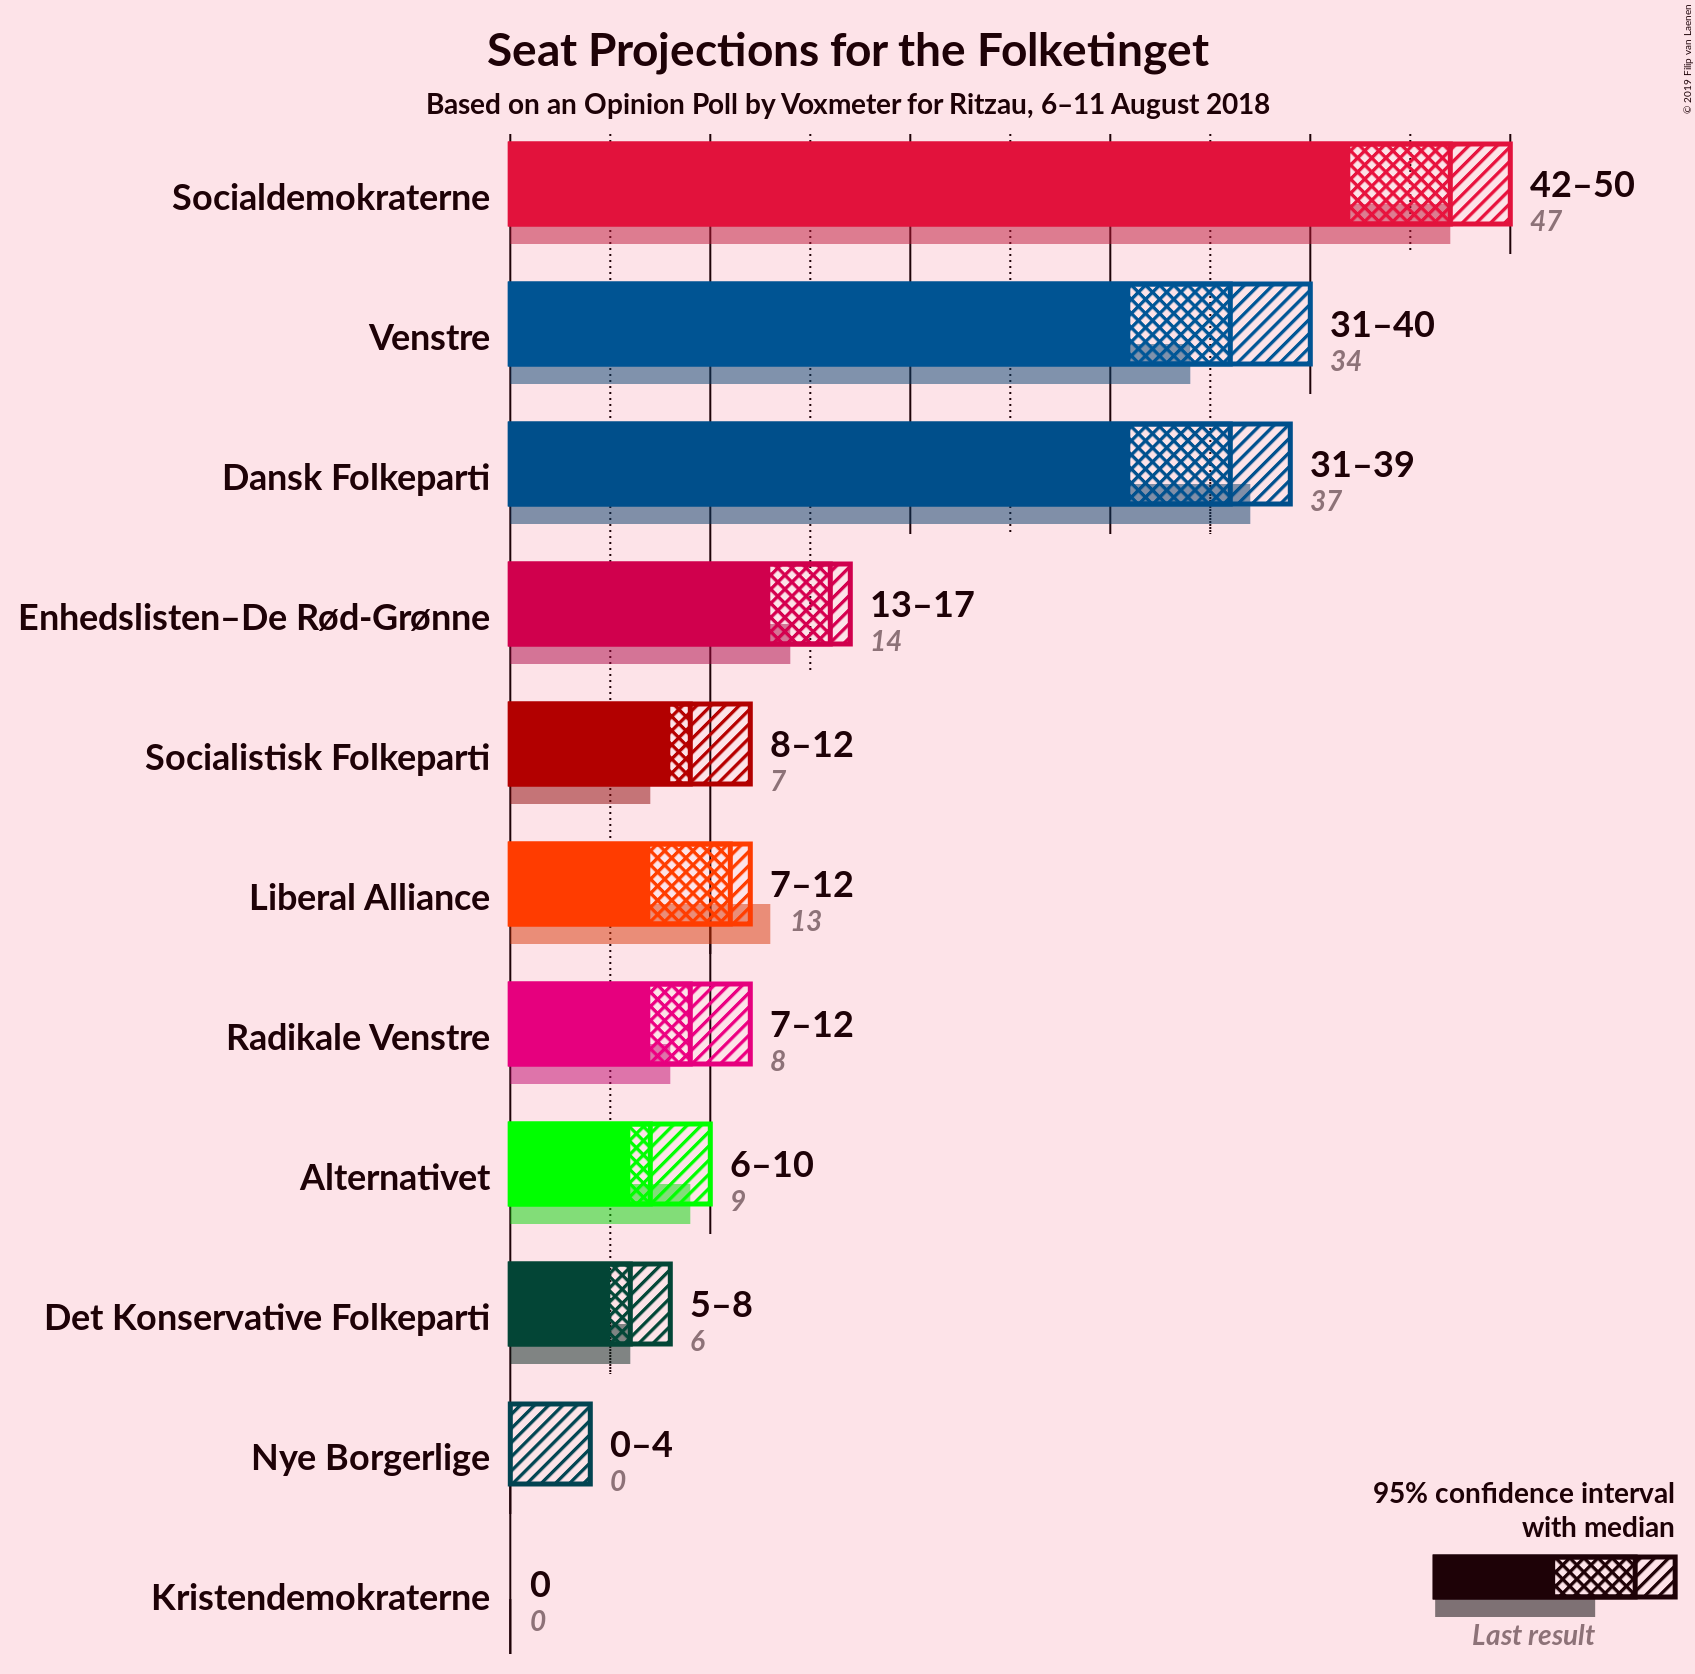 Seat Projections for the Folketinget
Based on an Opinion Poll by Voxmeter for Ritzau, 6–11 August 2018
© 2019 Filip van Laenen
Socialdemokraterne
42–50
47
Venstre
31–40
34
Dansk Folkeparti
31–39
37
Enhedslisten–De Rød-Grønne
13–17
14
Socialistisk Folkeparti
8–12
7
Liberal Alliance
7–12
13
Radikale Venstre
7–12
8
Alternativet
6–10
9
Det Konservative Folkeparti
5–8
6
Nye Borgerlige
0–4
0
Kristendemokraterne
0
0
95% confidence interval
with median
Last result